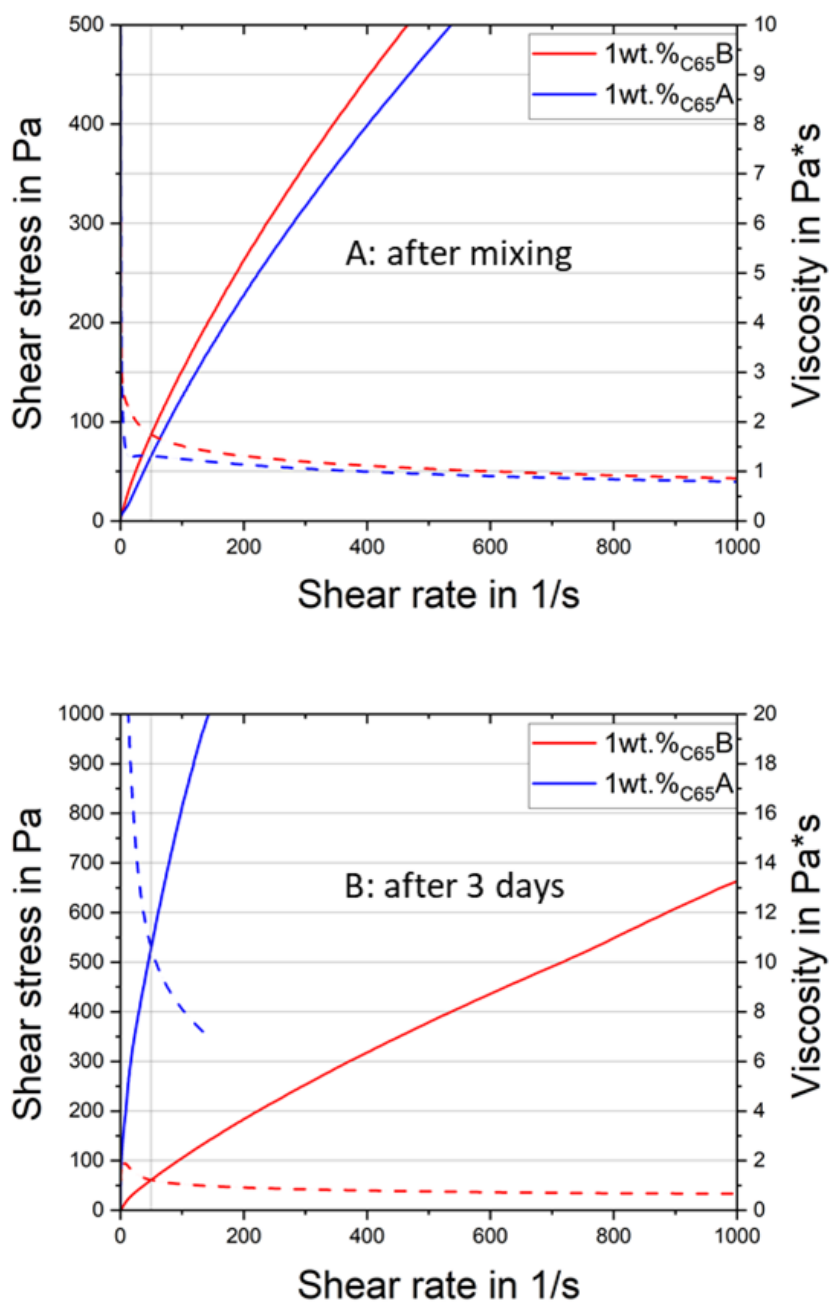 500
400
300
200
100
0
Shear stress in Pa
10
9
8
7
6
5
4
3
2
1
0
Viscosity in Pa*s
1wt.%C65B
1wt.%C65A
A: after mixing
0 200 400 600 800 1000
Shear rate in 1/s
1000
900
800
700
600
500
400
300
200
100
0
Shear stress in Pa
20
18
16
14
12
10
8
6
4
2
0
Viscosity in Pa*s
1wt.%C65B
1wt.%C65A
B: after 3 days
0 200 400 600 800 1000
Shear rate in 1/s